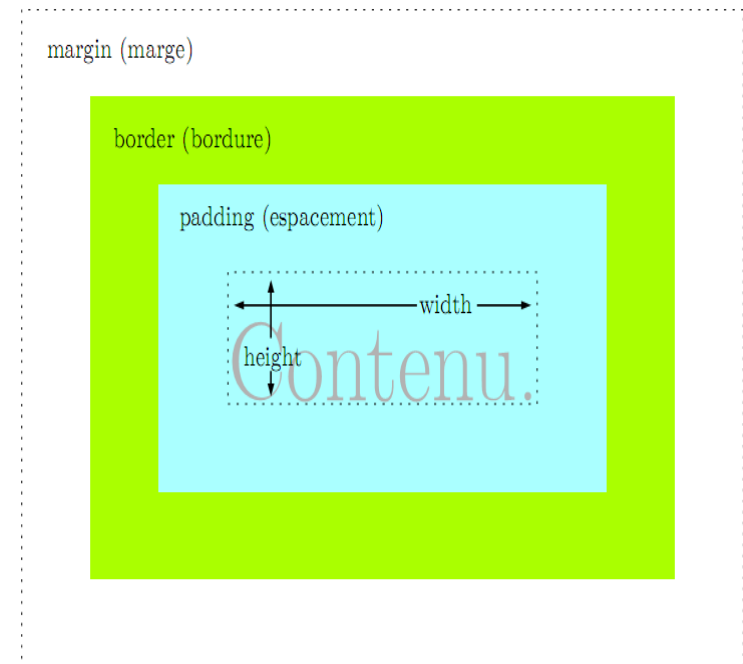 margin (marge)
border (bordure)
padding (espacement)
width
height
Contenu.